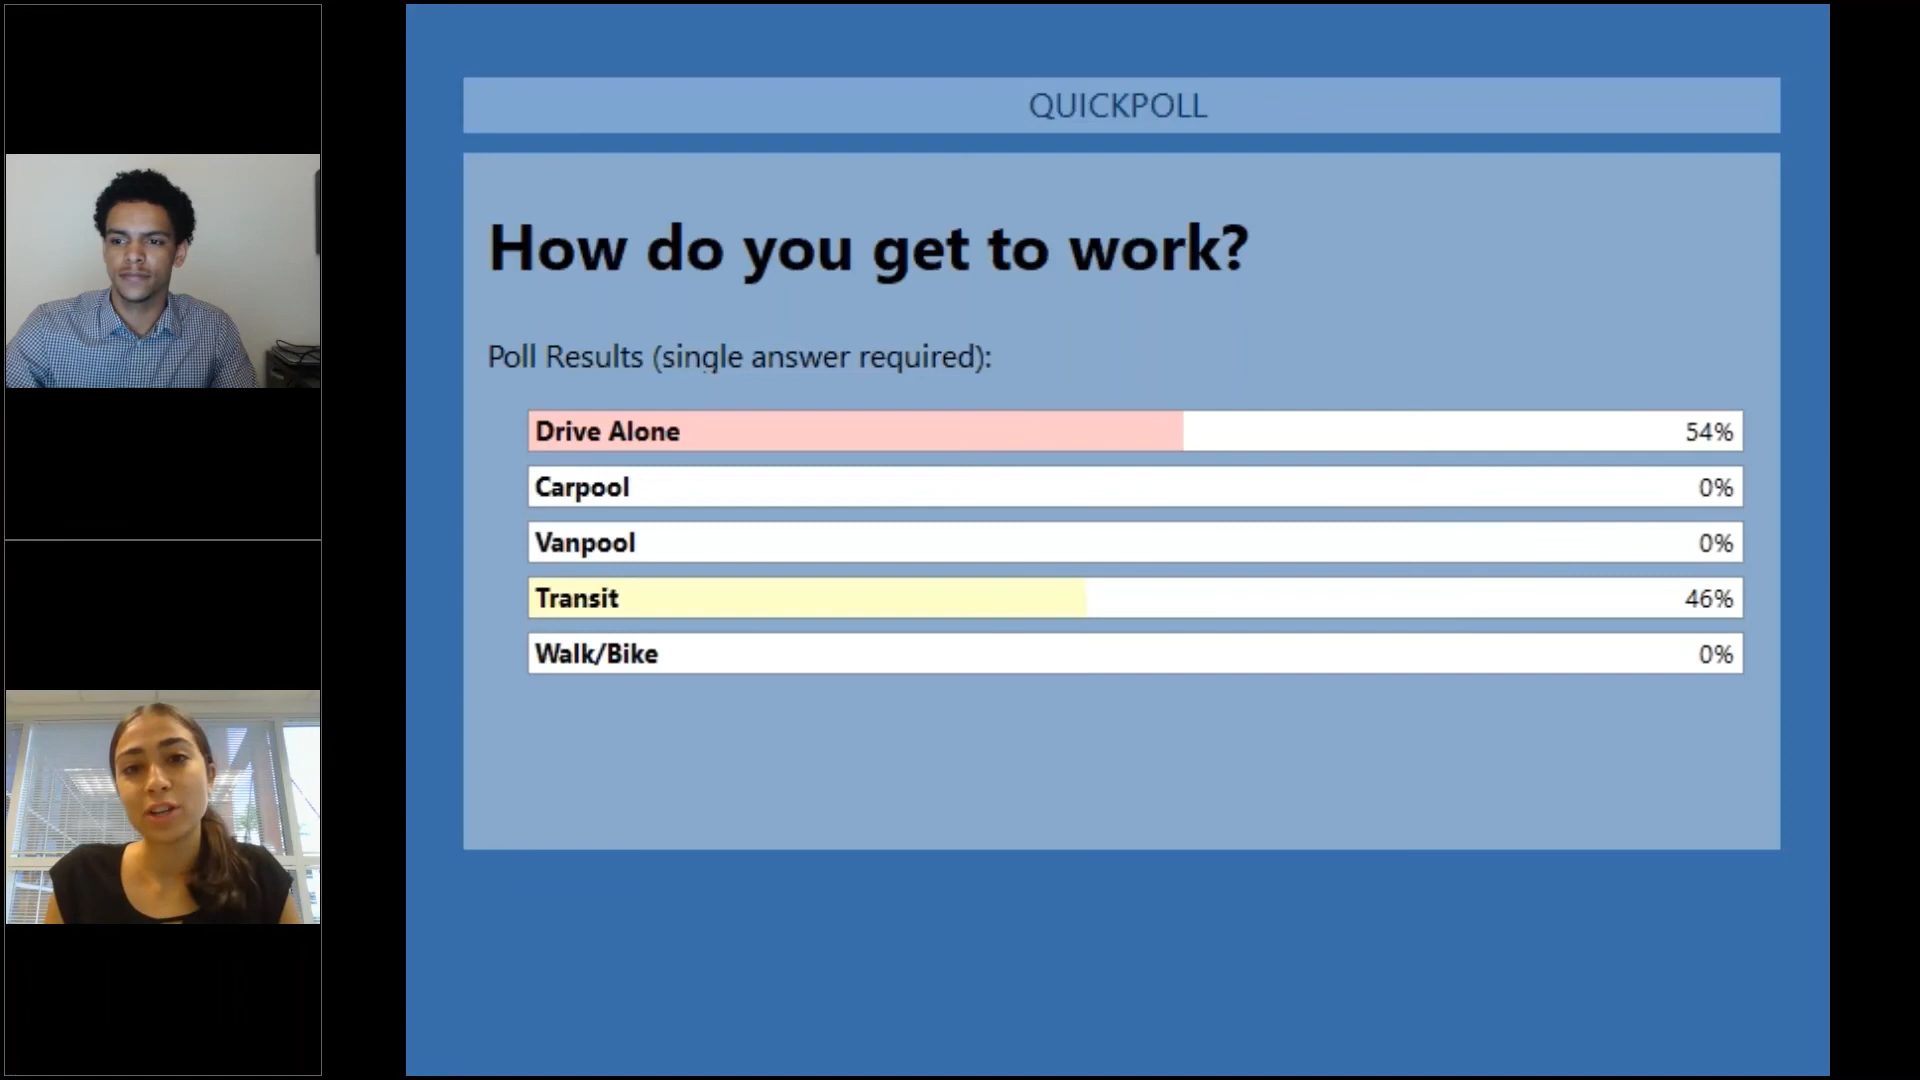 QUICKPOLL
How do you get to work?
Poll Results (single answer required):
Drive Alone 54%
Carpool 0%
Vanpool 0%
Transit 46%
Walk/Bike 0%